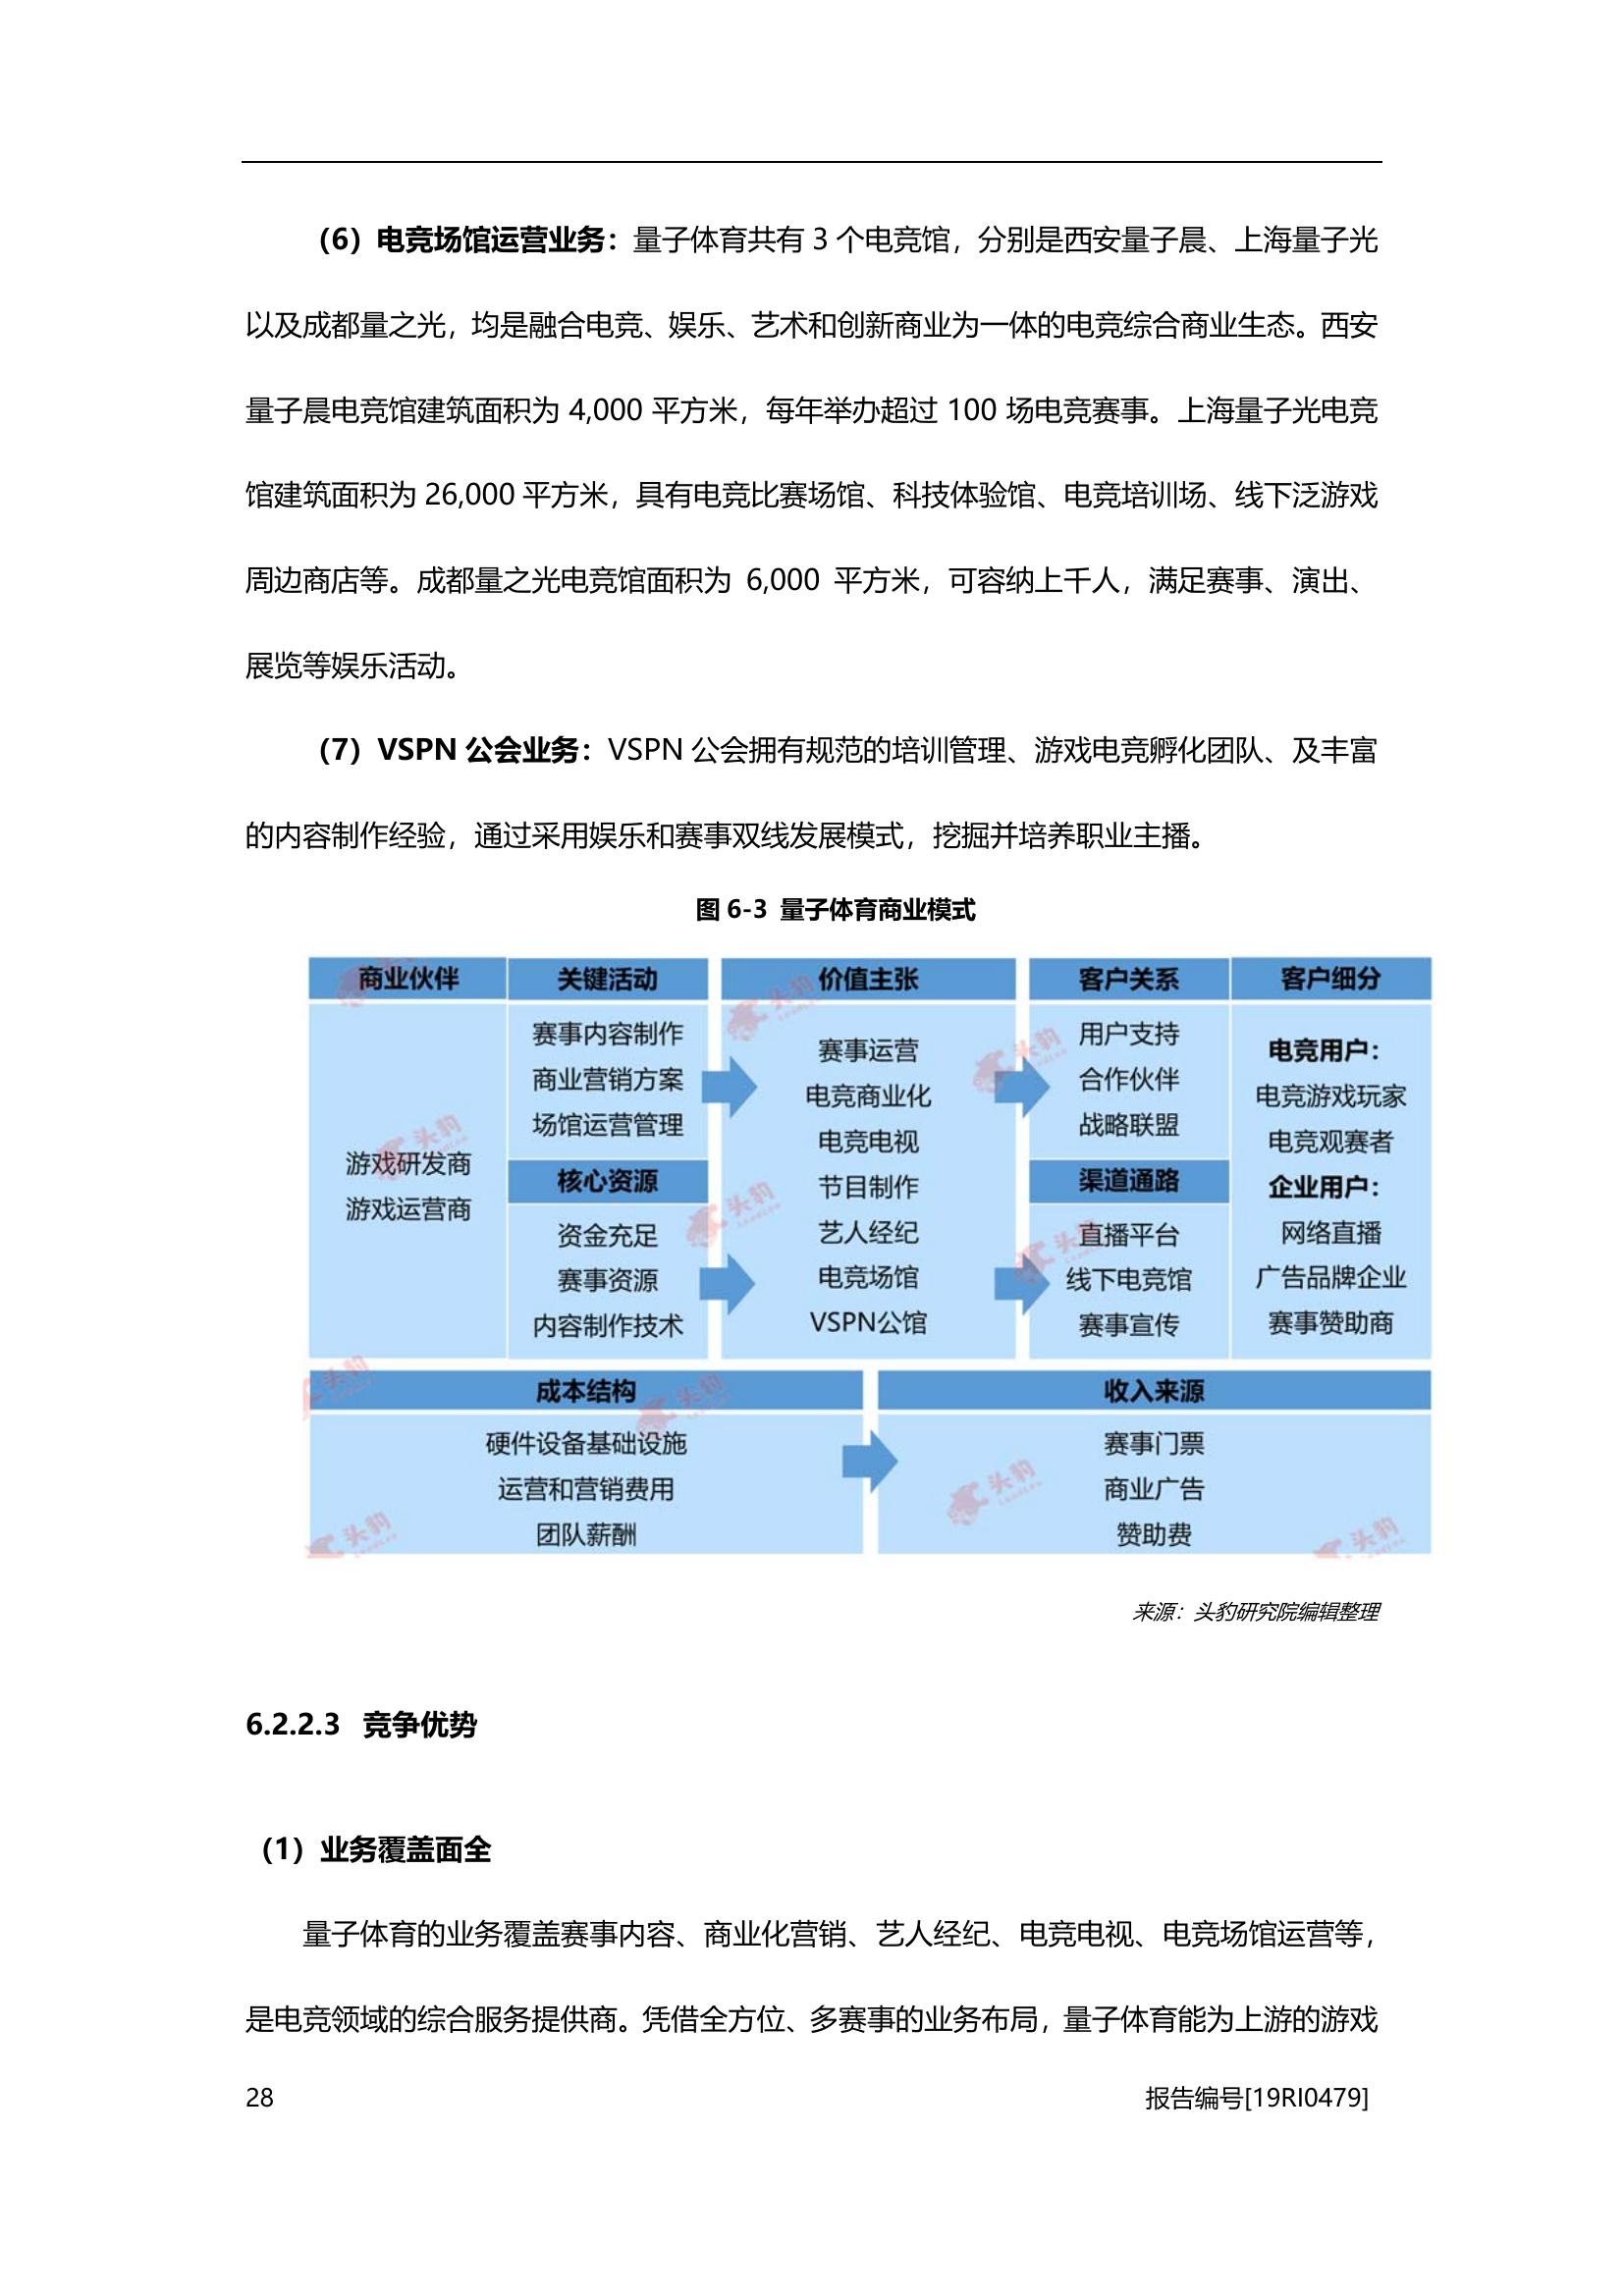 （6）电竞场馆运营业务：量子体育共有 3 个电竞馆，分别是西安量子晨、上海量子光
以及成都量之光，均是融合电竞、娱乐、艺术和创新商业为一体的电竞综合商业生态。西安
量子晨电竞馆建筑面积为 4,000 平方米，每年举办超过 100 场电竞赛事。上海量子光电竞
馆建筑面积为 26,000 平方米，具有电竞比赛场馆、科技体验馆、电竞培训场、线下泛游戏
周边商店等。成都量之光电竞馆面积为 6,000 平方米，可容纳上千人，满足赛事、演出、
展览等娱乐活动。
（7）VSPN 公会业务：VSPN 公会拥有规范的培训管理、游戏电竞孵化团队、及丰富
的内容制作经验，通过采用娱乐和赛事双线发展模式，挖掘并培养职业主播。
图 6-3 量子体育商业模式
商业伙伴
游戏研发商
游戏运营商
关键活动
赛事内容制作
商业营销方案
场馆运营管理
核心资源
资金充足
赛事资源
内容制作技术
价值主张
赛事运营
电竞商业化
电竞电视
节目制作
艺人经纪
电竞场馆
VSPN公馆
客户关系
用户支持
合作伙伴
战略联盟
渠道通路
直播平台
线下电竞馆
赛事宣传
客户细分
电竞用户：
电竞游戏玩家
电竞观赛者
企业用户：
网络直播
广告品牌企业
赛事赞助商
成本结构
硬件设备基础设施
运营和营销费用
团队薪酬
收入来源
赛事门票
商业广告
赞助费
来源：头豹研究院编辑整理
6.2.2.3 竞争优势
（1）业务覆盖面全
量子体育的业务覆盖赛事内容、商业化营销、艺人经纪、电竞电视、电竞场馆运营等，
是电竞领域的综合服务提供商。凭借全方位、多赛事的业务布局，量子体育能为上游的游戏
28
报告编号[19RI0479]